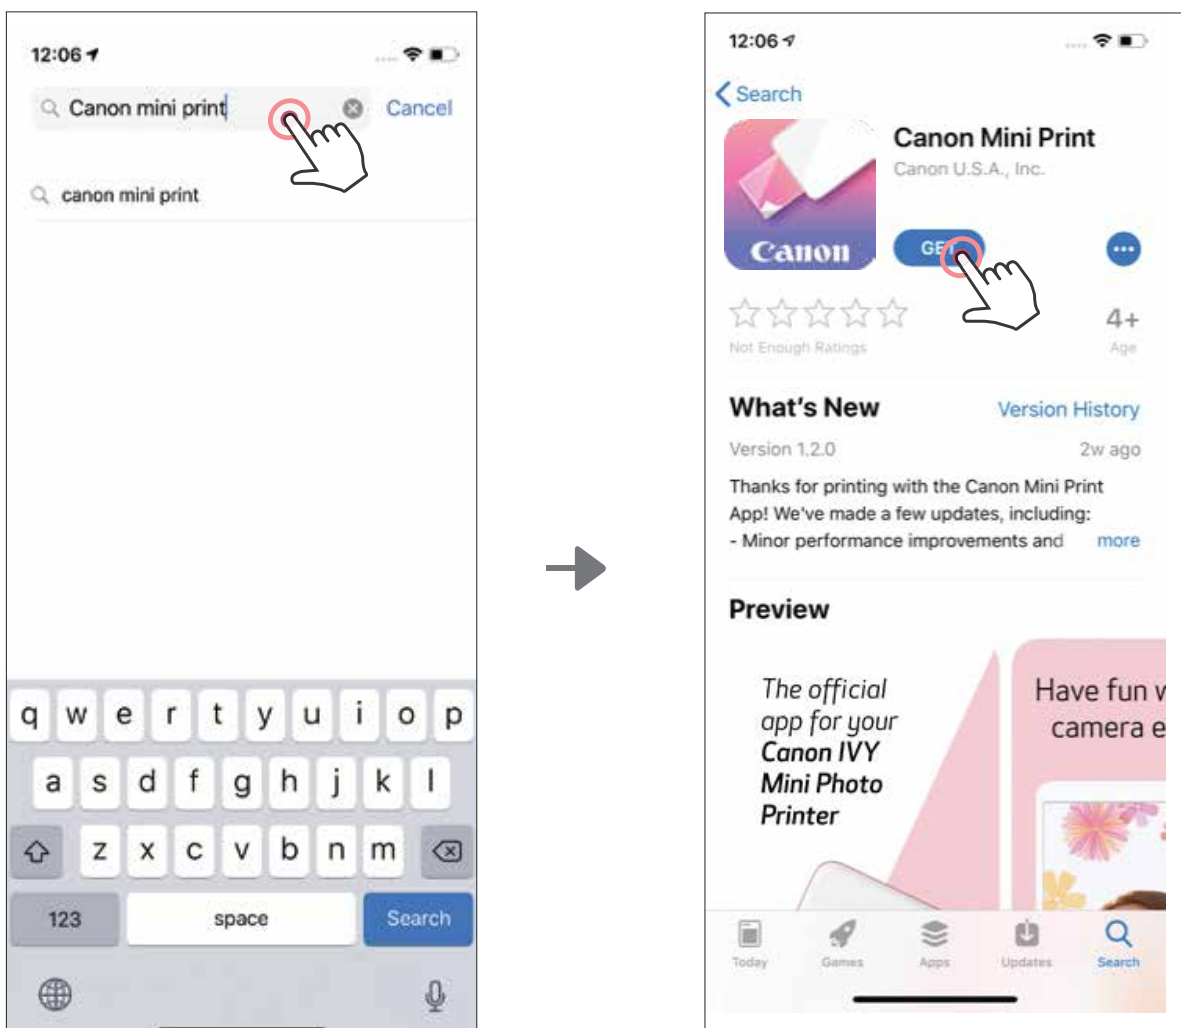 12:06
Canon mini print Cancel
canon mini print
q w e r t y u i o p
a s d f g h j k l
z x c v b n m
123 space Search
12:06
Search
Canon Mini Print
Canon U.S.A., Inc.
Canon
GET
Not Enough Ratings
4+
Age
What's New Version History
Version 1.2.0 2w ago
Thanks for printing with the Canon Mini Print
App! We've made a few updates, including:
- Minor performance improvements and more
Preview
The official
app for your
Canon IVY
Mini Photo
Printer
Have fun w
camera e
Today Games Apps Updates Search